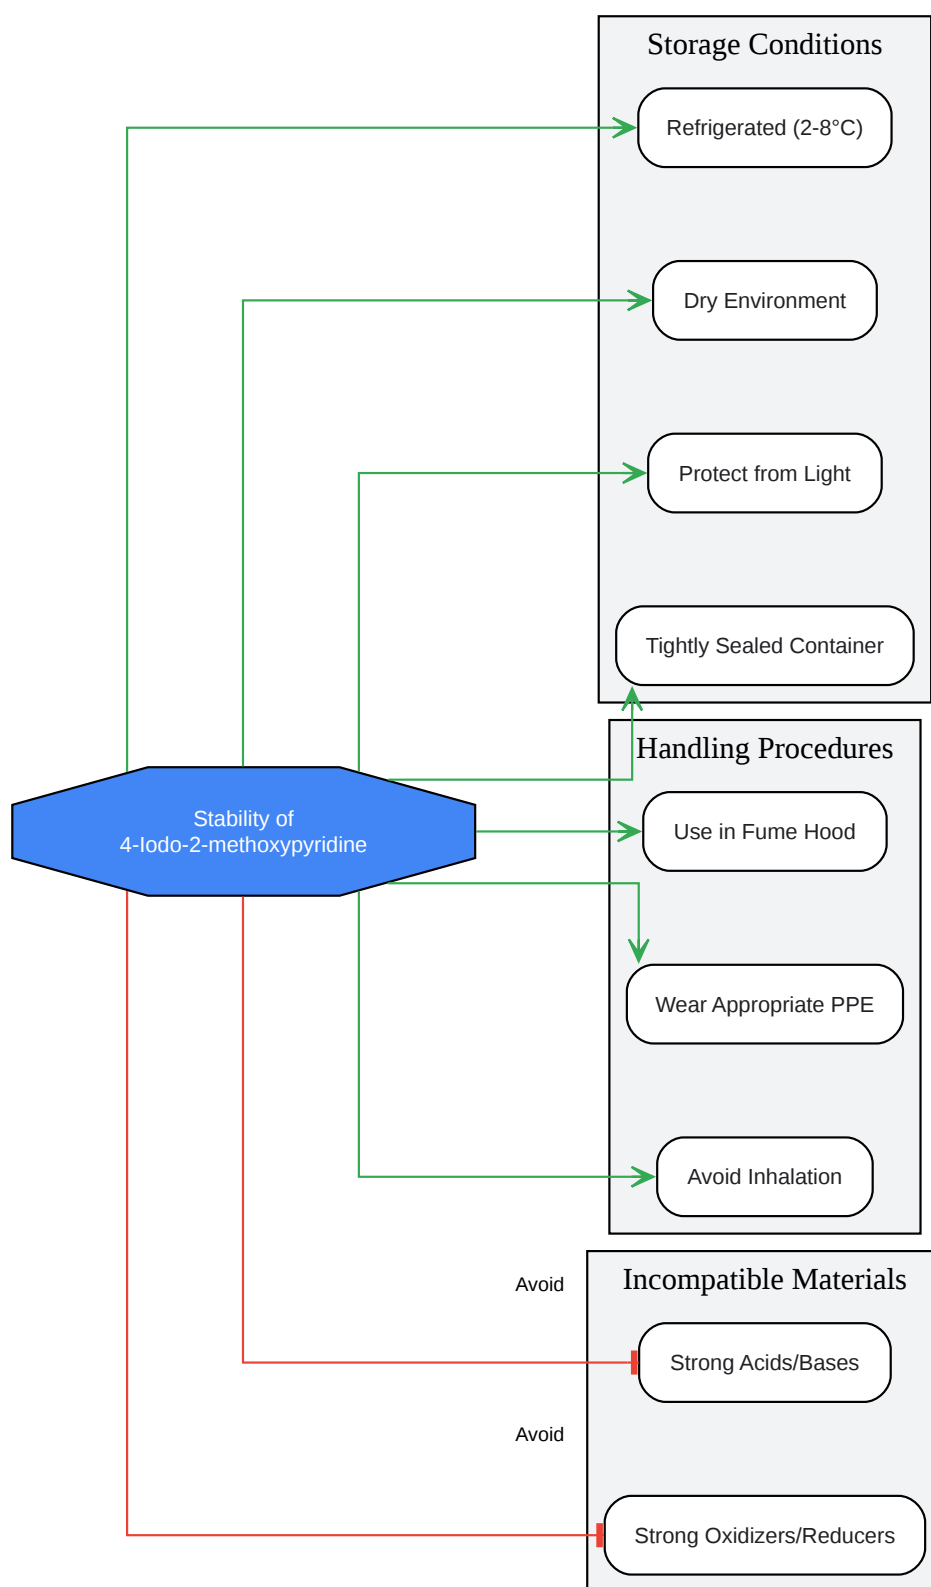 Storage Conditions
Refrigerated (2-8°C)
Dry Environment
Protect from Light
Tightly Sealed Container
Handling Procedures
Stability of
4-Iodo-2-methoxypyridine
Use in Fume Hood
Wear Appropriate PPE
Avoid Inhalation
Incompatible Materials
Avoid
Strong Acids/Bases
Avoid
Strong Oxidizers/Reducers